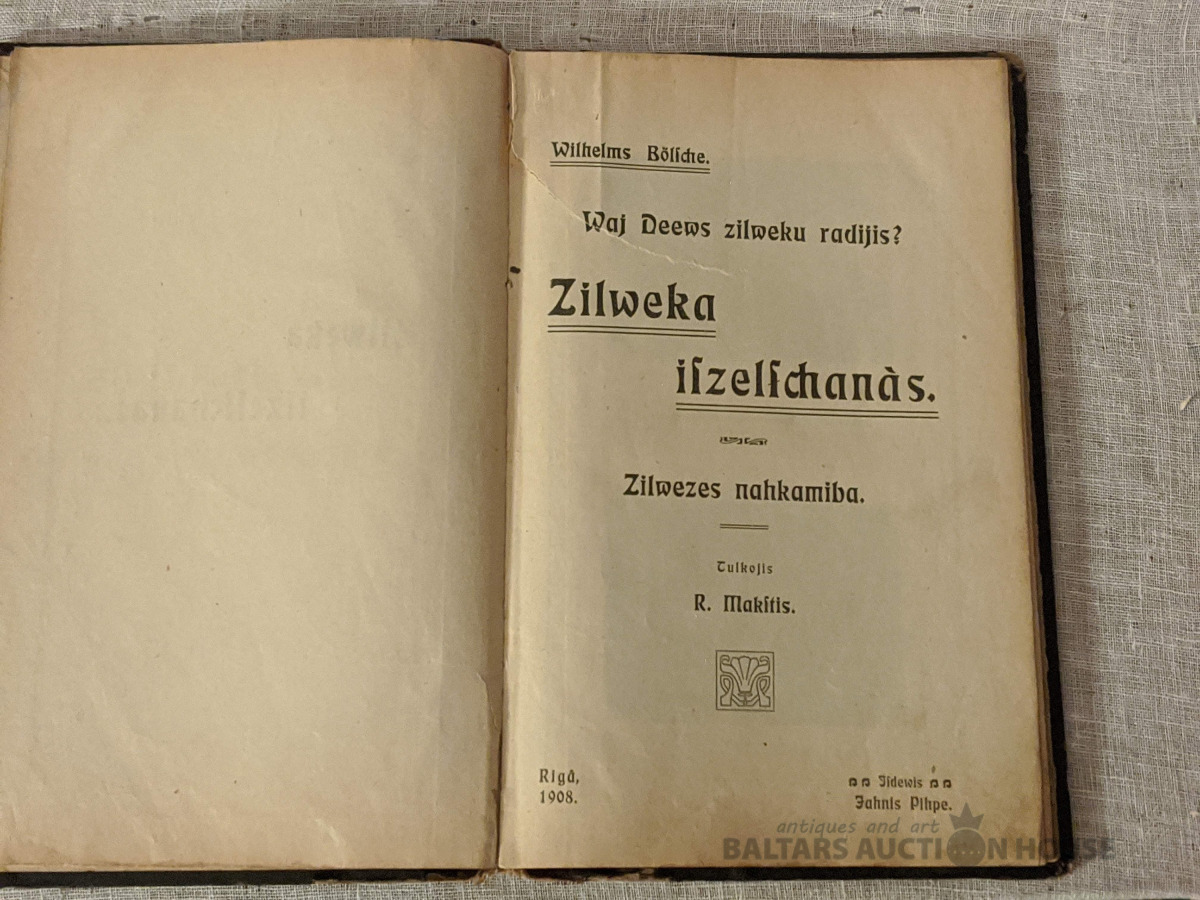 Wilhelms Bölſche.
Waj Deews zilweku radijis?
Zilweka
iſzelſchanàs.
Zilwezes nahkamiba.
Tulkojis
R. Makſtis.
Rigâ,
1908.
Iſdewis
Jahnis Pihpe.
antiques and art
BALTARS AUCTION HOUSE